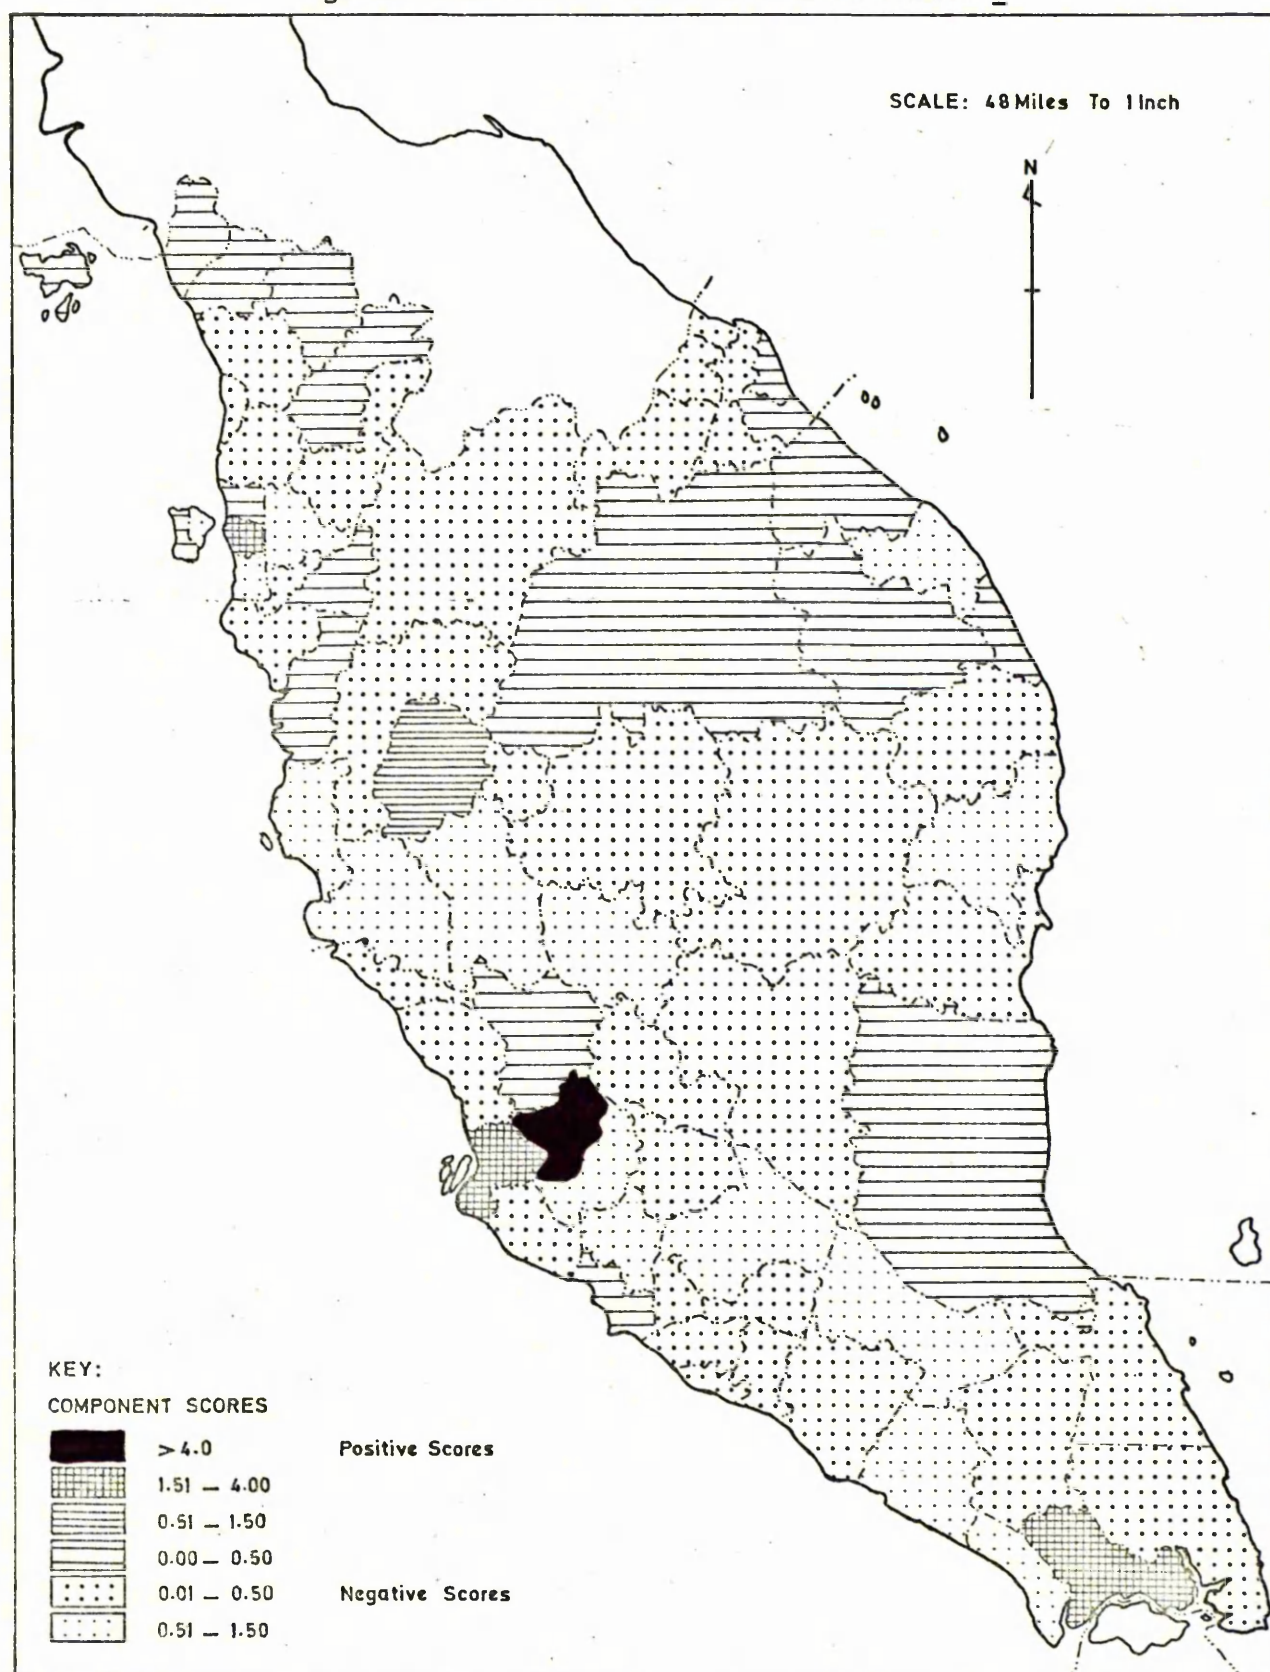 SCALE: 48 Miles To 1 Inch
N
KEY:
COMPONENT SCORES
>4.0 Positive Scores
1.51 — 4.00
0.51 — 1.50
0.00 — 0.50
0.01 — 0.50 Negative Scores
0.51 — 1.50